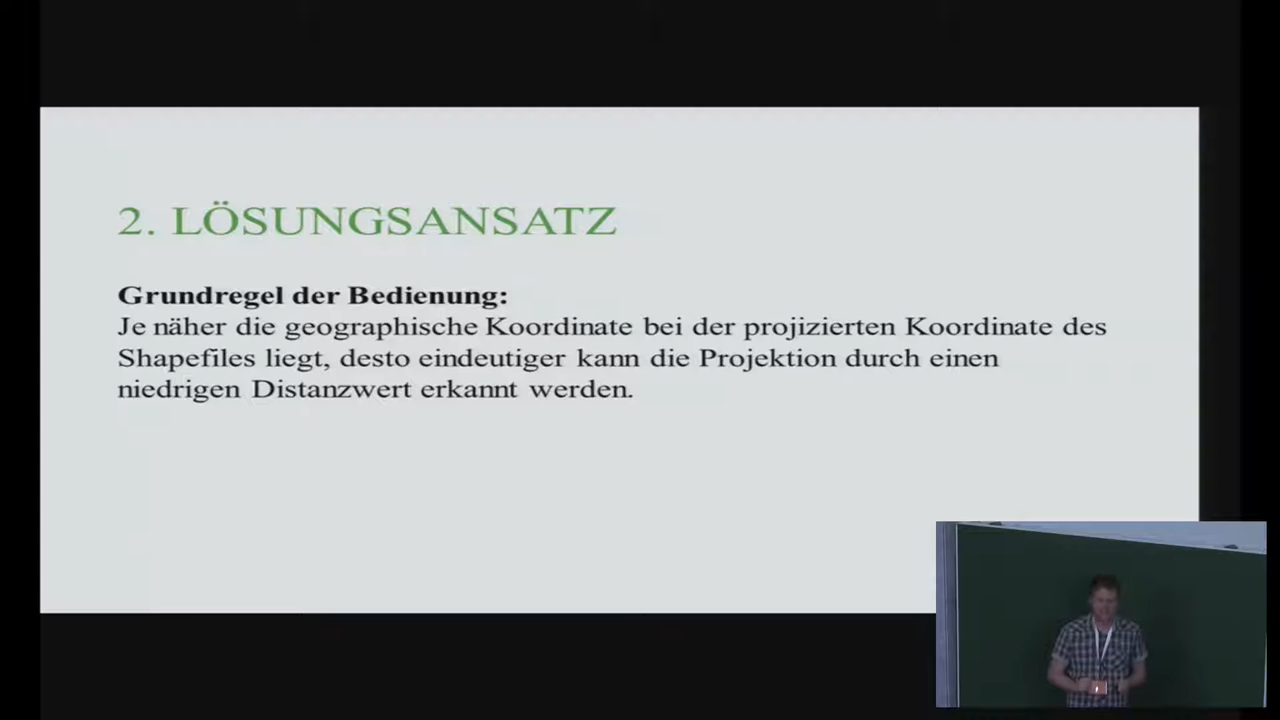 2. LÖSUNGSANSATZ
Grundregel der Bedienung:
Je näher die geographische Koordinate bei der projizierten Koordinate des
Shapefiles liegt, desto eindeutiger kann die Projektion durch einen
niedrigen Distanzwert erkannt werden.